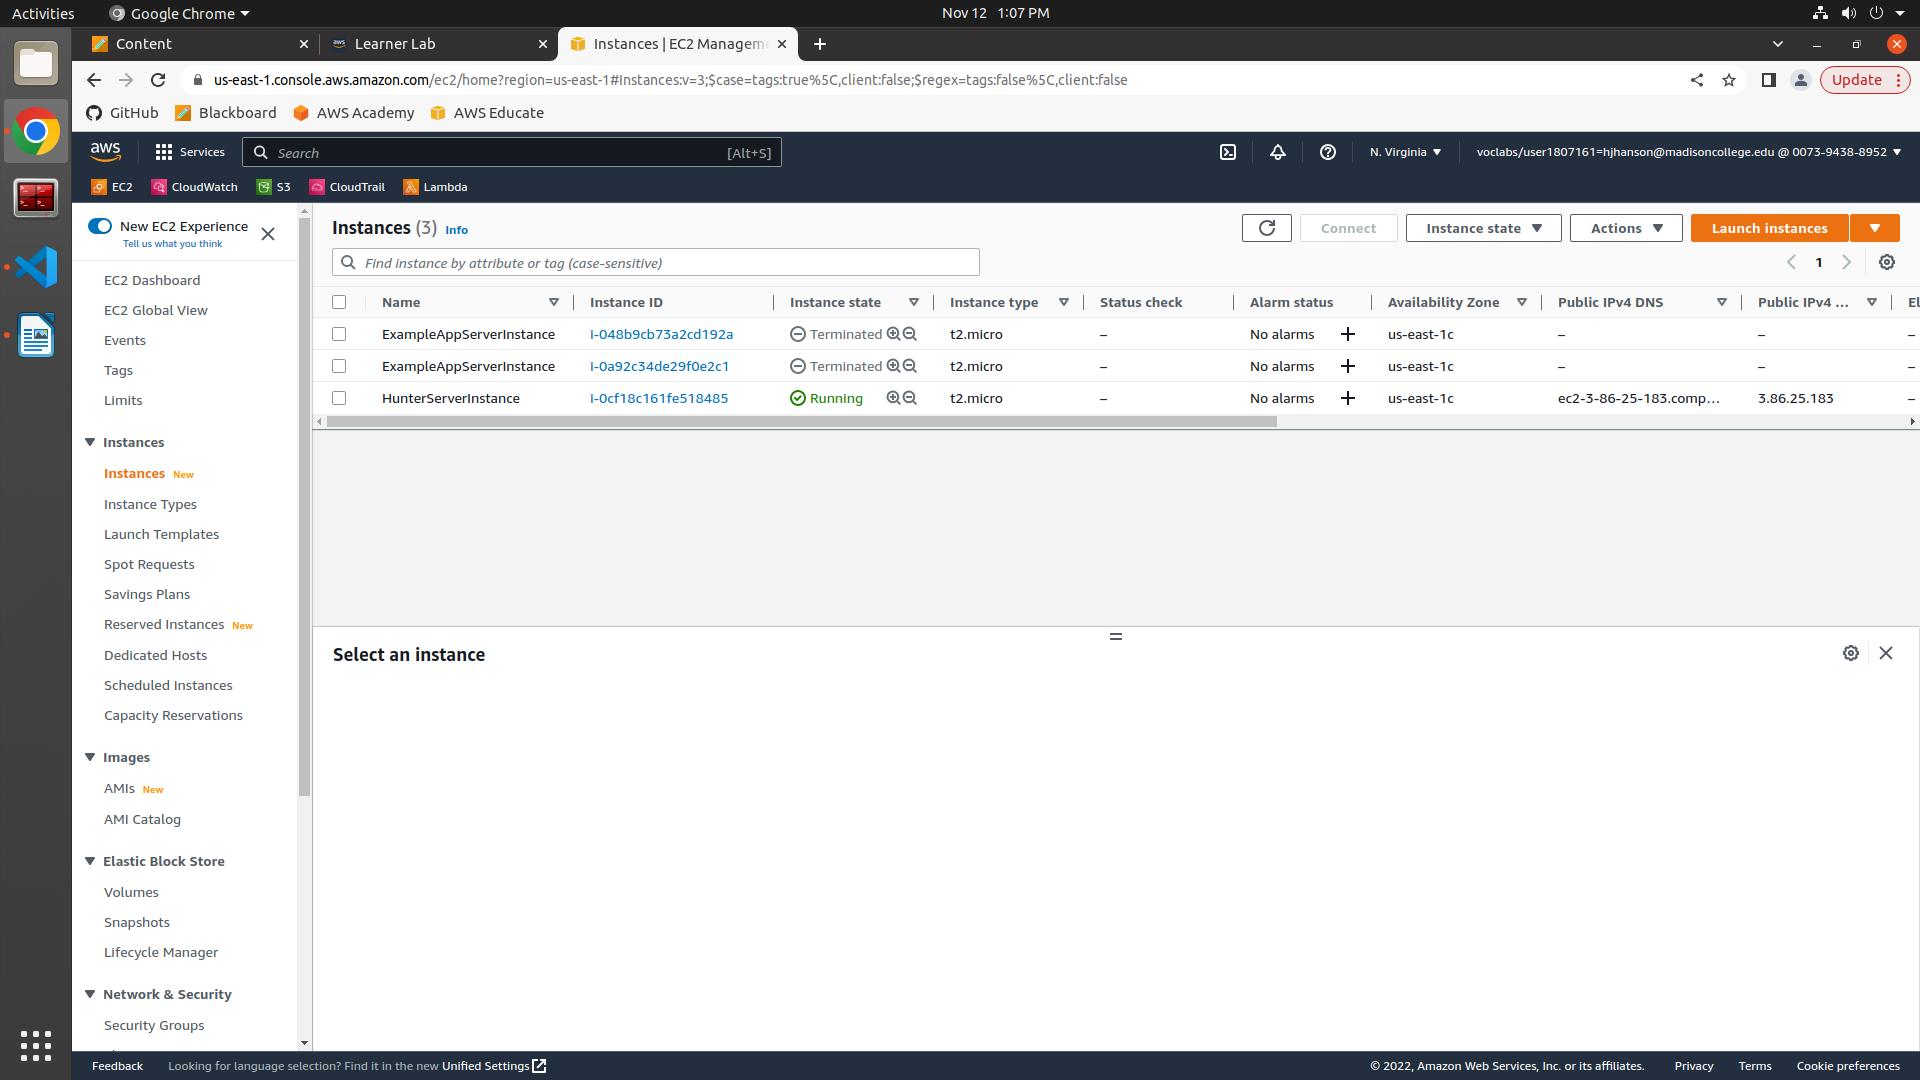 Activities Google Chrome Nov 12 1:07 PM
Content Learner Lab Instances | EC2 Managem
us-east-1.console.aws.amazon.com/ec2/home?region=us-east-1#Instances:v=3;$case=tags:true%5C,client:false;$regex=tags:false%5C,client:false Update
GitHub Blackboard AWS Academy AWS Educate
aws Services Search [Alt+S] N. Virginia voclabs/user1807161=hjhanson@madisoncollege.edu @ 0073-9438-8952
EC2 CloudWatch S3 CloudTrail Lambda
New EC2 Experience
Tell us what you think
EC2 Dashboard
EC2 Global View
Events
Tags
Limits
Instances
Instances New
Instance Types
Launch Templates
Spot Requests
Savings Plans
Reserved Instances New
Dedicated Hosts
Scheduled Instances
Capacity Reservations
Images
AMIs New
AMI Catalog
Elastic Block Store
Volumes
Snapshots
Lifecycle Manager
Network & Security
Security Groups
Instances (3) Info Connect Instance state Actions Launch instances
Find instance by attribute or tag (case-sensitive) 1
Name Instance ID Instance state Instance type Status check Alarm status Availability Zone Public IPv4 DNS Public IPv4 ... El
ExampleAppServerInstance i-048b9cb73a2cd192a Terminated t2.micro – No alarms + us-east-1c – – –
ExampleAppServerInstance i-0a92c34de29f0e2c1 Terminated t2.micro – No alarms + us-east-1c – – –
HunterServerInstance i-0cf18c161fe518485 Running t2.micro – No alarms + us-east-1c ec2-3-86-25-183.comp... 3.86.25.183 –
Select an instance
Feedback Looking for language selection? Find it in the new Unified Settings © 2022, Amazon Web Services, Inc. or its affiliates. Privacy Terms Cookie preferences